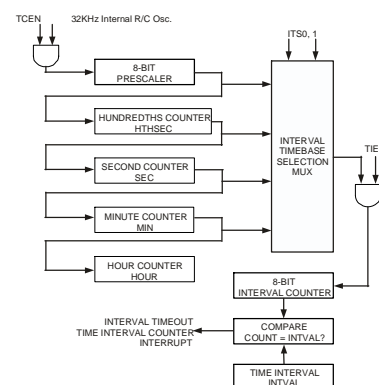 TCEN 32KHz Internal R/C Osc.
ITS0, 1
8-BIT
PRESCALER
HUNDREDTHS COUNTER
HTHSEC
INTERVAL
TIMEBASE
SELECTION
MUX
TIE
SECOND COUNTER
SEC
MINUTE COUNTER
MIN
HOUR COUNTER
HOUR
8-BIT
INTERVAL COUNTER
INTERVAL TIMEOUT
TIME INTERVAL COUNTER
INTERRUPT
COMPARE
COUNT = INTVAL?
TIME INTERVAL
INTVAL